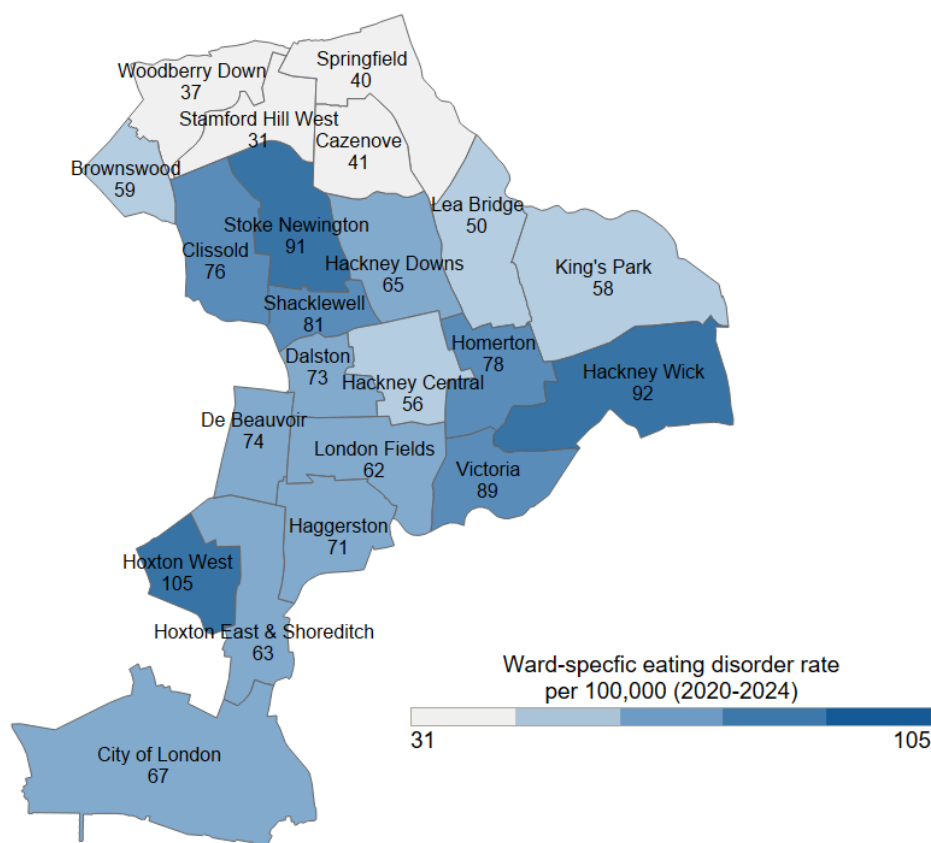 Springfield
40
Woodberry Down
37
Stamford Hill West
31
Cazenove
41
Brownswood
59
Lea Bridge
50
Stoke Newington
91
Clissold
76
Hackney Downs
65
King's Park
58
Shacklewell
81
Homerton
78
Dalston
73
Hackney Central
56
Hackney Wick
92
De Beauvoir
74
London Fields
62
Victoria
89
Haggerston
71
Hoxton West
105
Hoxton East & Shoreditch
63
Ward-specfic eating disorder rate
per 100,000 (2020-2024)
31
105
City of London
67